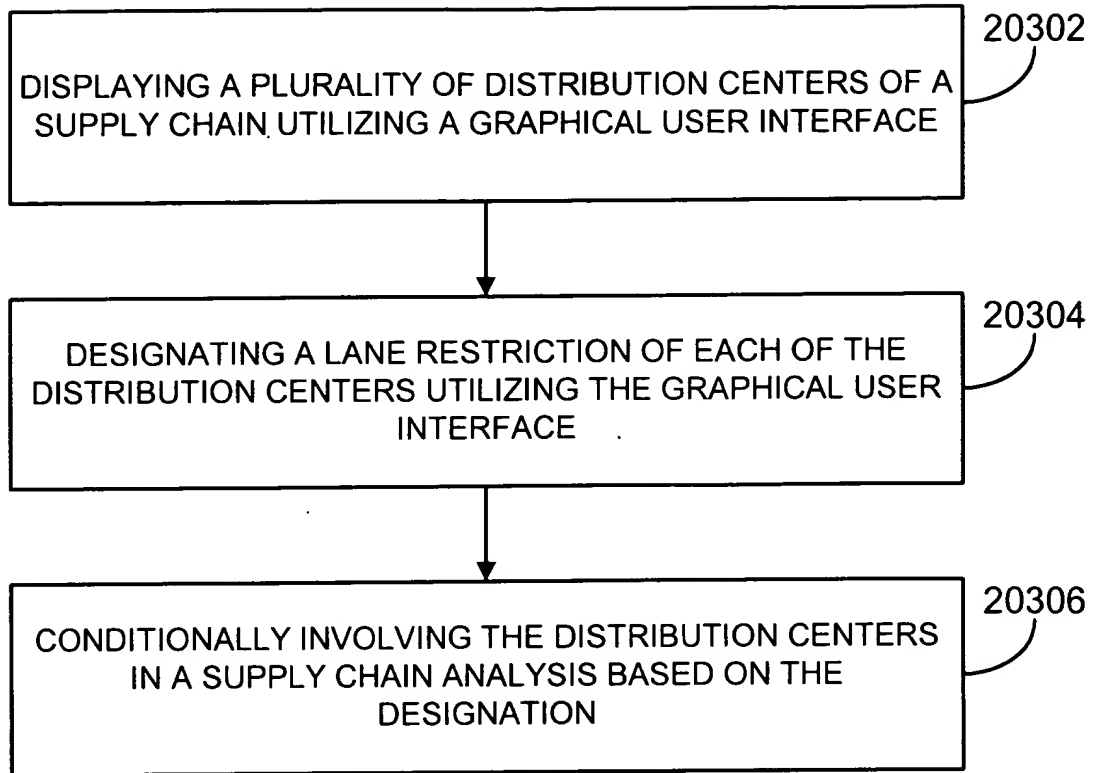 20302
DISPLAYING A PLURALITY OF DISTRIBUTION CENTERS OF A
SUPPLY CHAIN UTILIZING A GRAPHICAL USER INTERFACE
20304
DESIGNATING A LANE RESTRICTION OF EACH OF THE
DISTRIBUTION CENTERS UTILIZING THE GRAPHICAL USER
INTERFACE
20306
CONDITIONALLY INVOLVING THE DISTRIBUTION CENTERS
IN A SUPPLY CHAIN ANALYSIS BASED ON THE
DESIGNATION